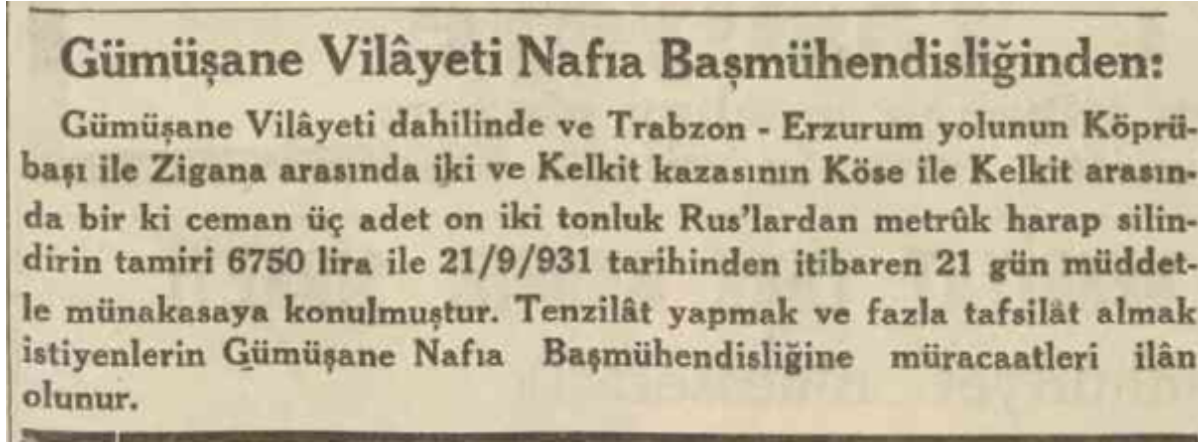 Gümüşane Vilâyeti Nafıa Başmühendisliğinden:
Gümüşane Vilâyeti dahilinde ve Trabzon - Erzurum yolunun Köprü-
başı ile Zigana arasında iki ve Kelkit kazasının Köse ile Kelkit arasın-
da bir ki ceman üç adet on iki tonluk Rus'lardan metrûk harap silin-
dirin tamiri 6750 lira ile 21/9/931 tarihinden itibaren 21 gün müddet-
le münakasaya konulmuştur. Tenzilât yapmak ve fazla tafsilât almak
istiyenlerin Gümüşane Nafıa Başmühendisliğine müracaatleri ilân
olunur.